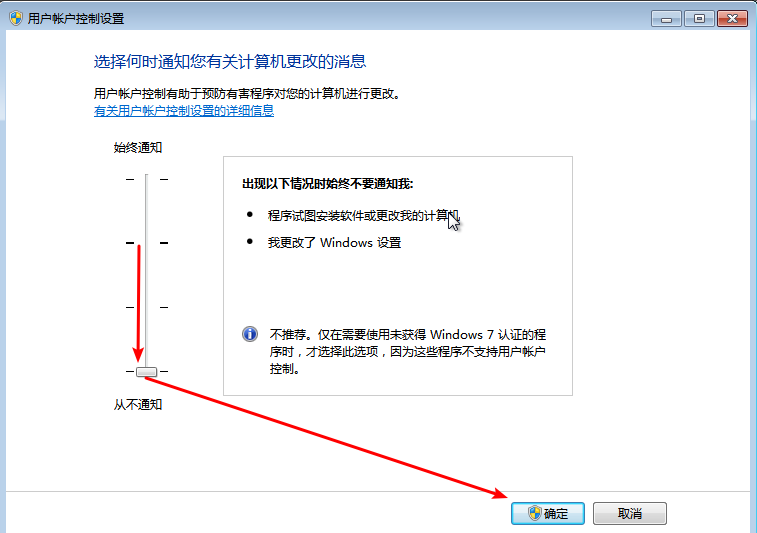 用户帐户控制设置
选择何时通知您有关计算机更改的消息
用户帐户控制有助于预防有害程序对您的计算机进行更改。
有关用户帐户控制设置的详细信息
始终通知
出现以下情况时始终不要通知我:
程序试图安装软件或更改我的计算机
我更改了 Windows 设置
不推荐。仅在需要使用未获得 Windows 7 认证的程
序时，才选择此选项，因为这些程序不支持用户帐户
控制。
从不通知
确定
取消